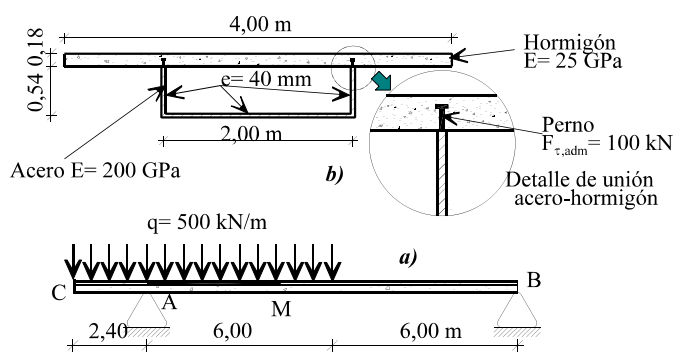 4,00 m
0,18
0,54
Hormigón
E= 25 GPa
e= 40 mm
2,00 m
Perno
Fτ,adm= 100 kN
Acero E= 200 GPa
b)
Detalle de unión
acero-hormigón
q= 500 kN/m
a)
C
A
M
B
2,40
6,00
6,00 m